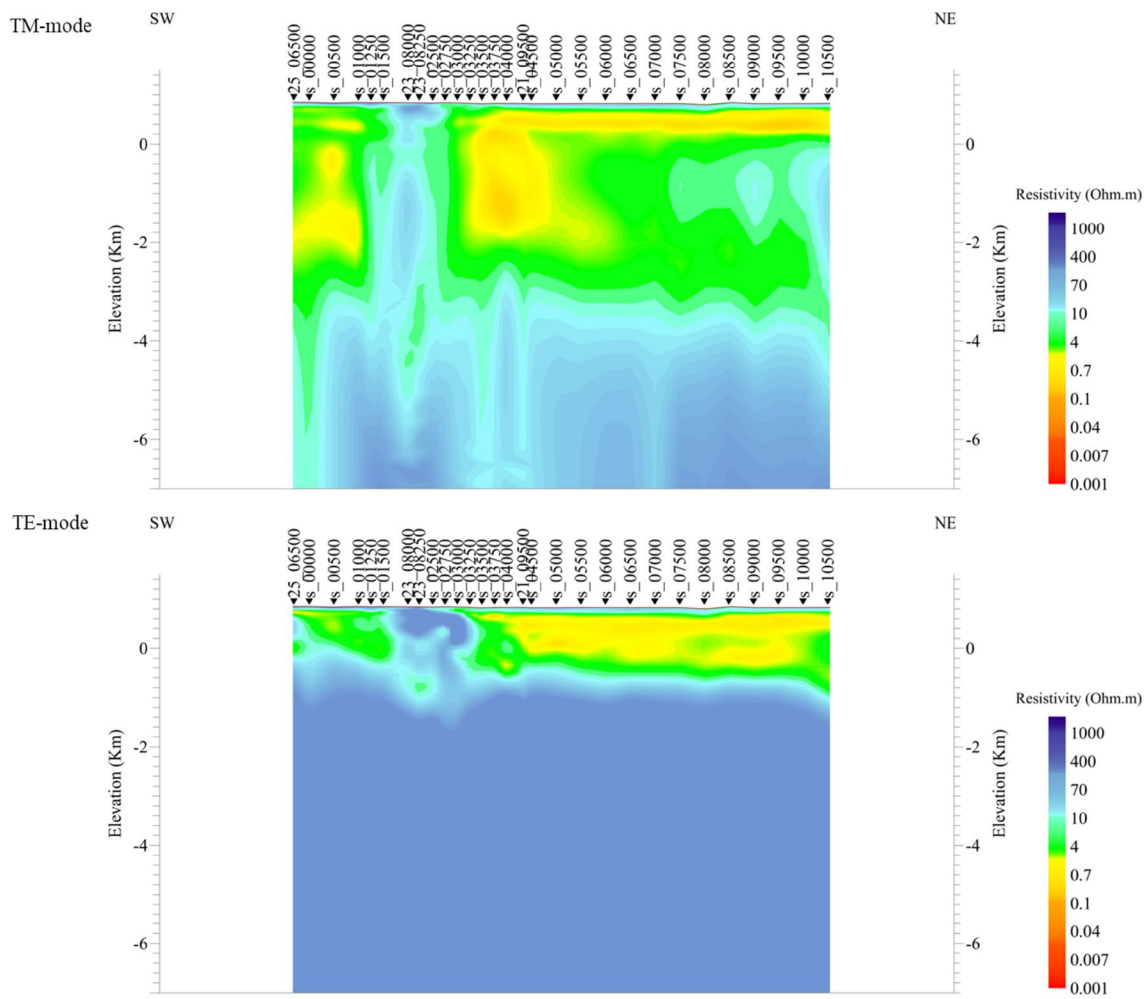 TM-mode
SW
NE
25_06500
s_00000
s_00500
s_01000
s_01250
s_01500
23_08000
23_08250
s_02500
s_02750
s_03000
s_03250
s_03500
s_03750
s_04000
21_09500
s_04500
s_05000
s_05500
s_06000
s_06500
s_07000
s_07500
s_08000
s_08500
s_09000
s_09500
s_10000
s_10500
Elevation (Km)
0
-2
-4
-6
0
-2
-4
-6
Elevation (Km)
Resistivity (Ohm.m)
1000
400
70
10
4
0.7
0.1
0.04
0.007
0.001
TE-mode
SW
NE
25_06500
s_00000
s_00500
s_01000
s_01250
s_01500
23_08000
23_08250
s_02500
s_02750
s_03000
s_03250
s_03500
s_03750
s_04000
21_09500
s_04500
s_05000
s_05500
s_06000
s_06500
s_07000
s_07500
s_08000
s_08500
s_09000
s_09500
s_10000
s_10500
Elevation (Km)
0
-2
-4
-6
0
-2
-4
-6
Elevation (Km)
Resistivity (Ohm.m)
1000
400
70
10
4
0.7
0.1
0.04
0.007
0.001